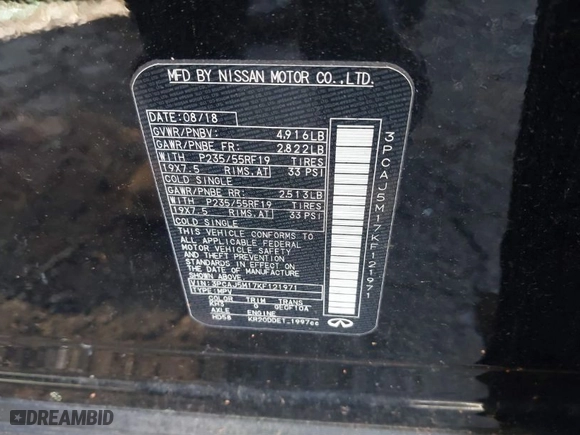 MFD BY NISSAN MOTOR CO.,LTD.
DATE:08/18
GVWR/PNBV: 4,916LB
GAWR/PNBE FR: 2,822LB
WITH P235/55RF19 TIRES
19X7.5 RIMS,AT 33 PSI
COLD SINGLE
GAWR/PNBE RR: 2,513LB
WITH P235/55RF19 TIRES
19X7.5 RIMS,AT 33 PSI
COLD SINGLE
THIS VEHICLE CONFORMS TO
ALL APPLICABLE FEDERAL
MOTOR VEHICLE SAFETY
AND THEFT PREVENTION
STANDARDS IN EFFECT ON
THE DATE OF MANUFACTURE
SHOWN ABOVE
VIN:3PCAJ5M17KF121971
TYPE:MPV
COLOR TRIM TRANS
KH3 G GE0F10A
AXLE ENGINE
HD58 KR20DDET 1997cc
3PCAJ5M17KF121971
DREAMBID